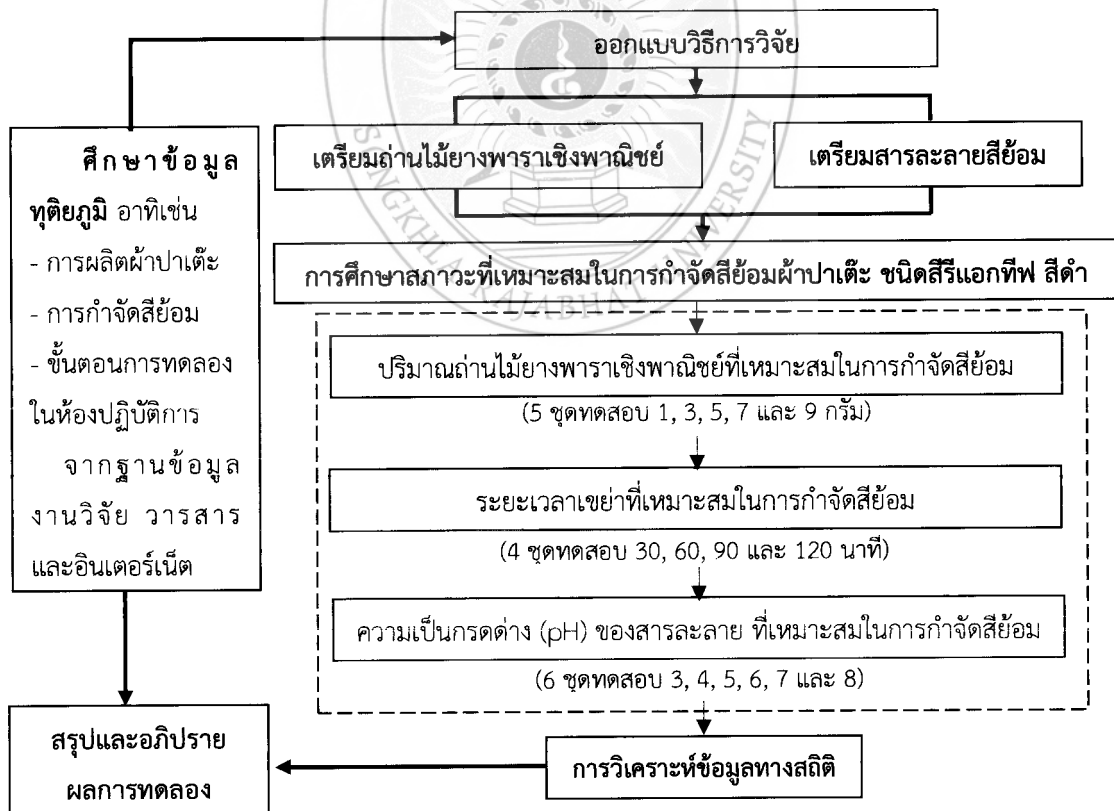 ออกแบบวิธีการวิจัย
เตรียมถ่านไม้ยางพาราเชิงพาณิชย์
เตรียมสารละลายสีย้อม
ศึกษาข้อมูล
ทุติยภูมิ อาทิเช่น
- การผลิตผ้าปาเต๊ะ
- การกำจัดสีย้อม
- ขั้นตอนการทดลอง
ในห้องปฏิบัติการ
จากฐานข้อมูล
งานวิจัย วารสาร
และอินเตอร์เน็ต
การศึกษาสภาวะที่เหมาะสมในการกำจัดสีย้อมผ้าปาเต๊ะ ชนิดสีรีแอกทีฟ สีดำ
ปริมาณถ่านไม้ยางพาราเชิงพาณิชย์ที่เหมาะสมในการกำจัดสีย้อม
(5 ชุดทดสอบ 1, 3, 5, 7 และ 9 กรัม)
ระยะเวลาเขย่าที่เหมาะสมในการกำจัดสีย้อม
(4 ชุดทดสอบ 30, 60, 90 และ 120 นาที)
ความเป็นกรดด่าง (pH) ของสารละลาย ที่เหมาะสมในการกำจัดสีย้อม
(6 ชุดทดสอบ 3, 4, 5, 6, 7 และ 8)
การวิเคราะห์ข้อมูลทางสถิติ
สรุปและอภิปราย
ผลการทดลอง
SONGKHLA RAJABHAT UNIVERSITY